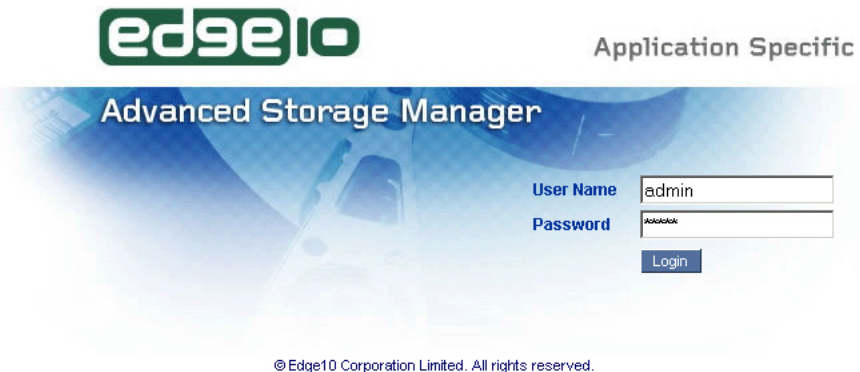 edge10
Application Specific
Advanced Storage Manager
User Name admin
Password *****
Login
© Edge10 Corporation Limited. All rights reserved.